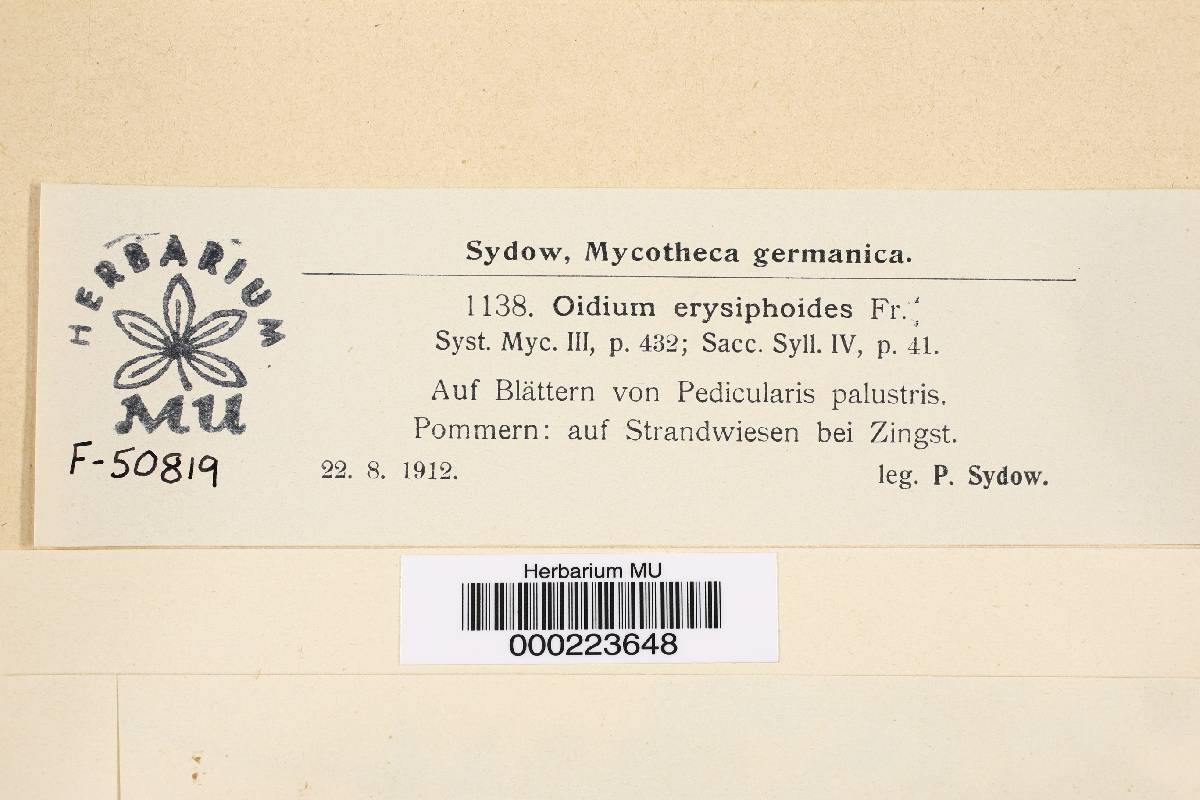 HERBARIUM
MU
F-50819
Sydow, Mycotheca germanica.
1138. Oidium erysiphoides Fr.
Syst. Myc. III, p. 432; Sacc. Syll. IV, p. 41.
Auf Blättern von Pedicularis palustris.
Pommern: auf Strandwiesen bei Zingst.
22. 8. 1912. leg. P. Sydow.
Herbarium MU
000223648